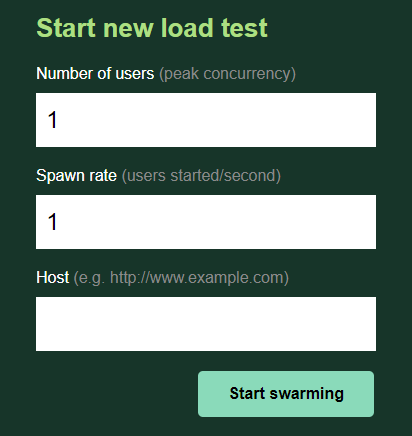 Start new load test
Number of users (peak concurrency)
1
Spawn rate (users started/second)
1
Host (e.g. http://www.example.com)
Start swarming